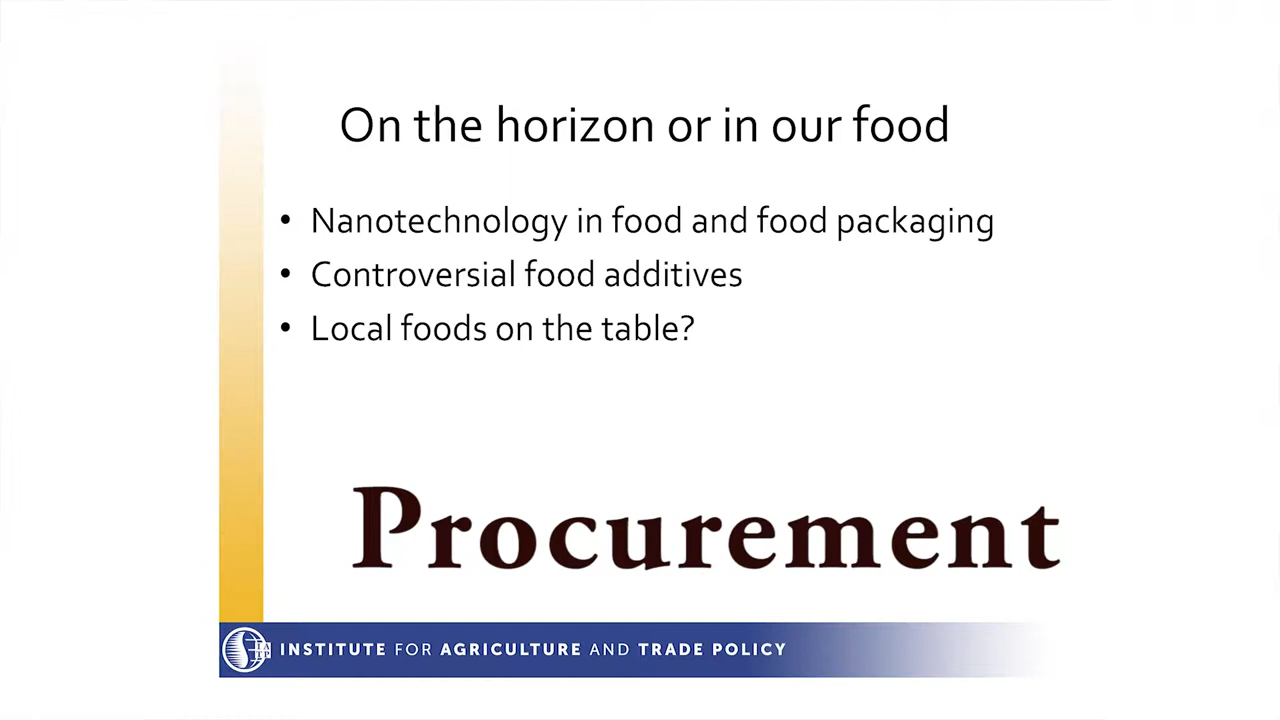 On the horizon or in our food
• Nanotechnology in food and food packaging
• Controversial food additives
• Local foods on the table?
Procurement
IATP INSTITUTE FOR AGRICULTURE AND TRADE POLICY